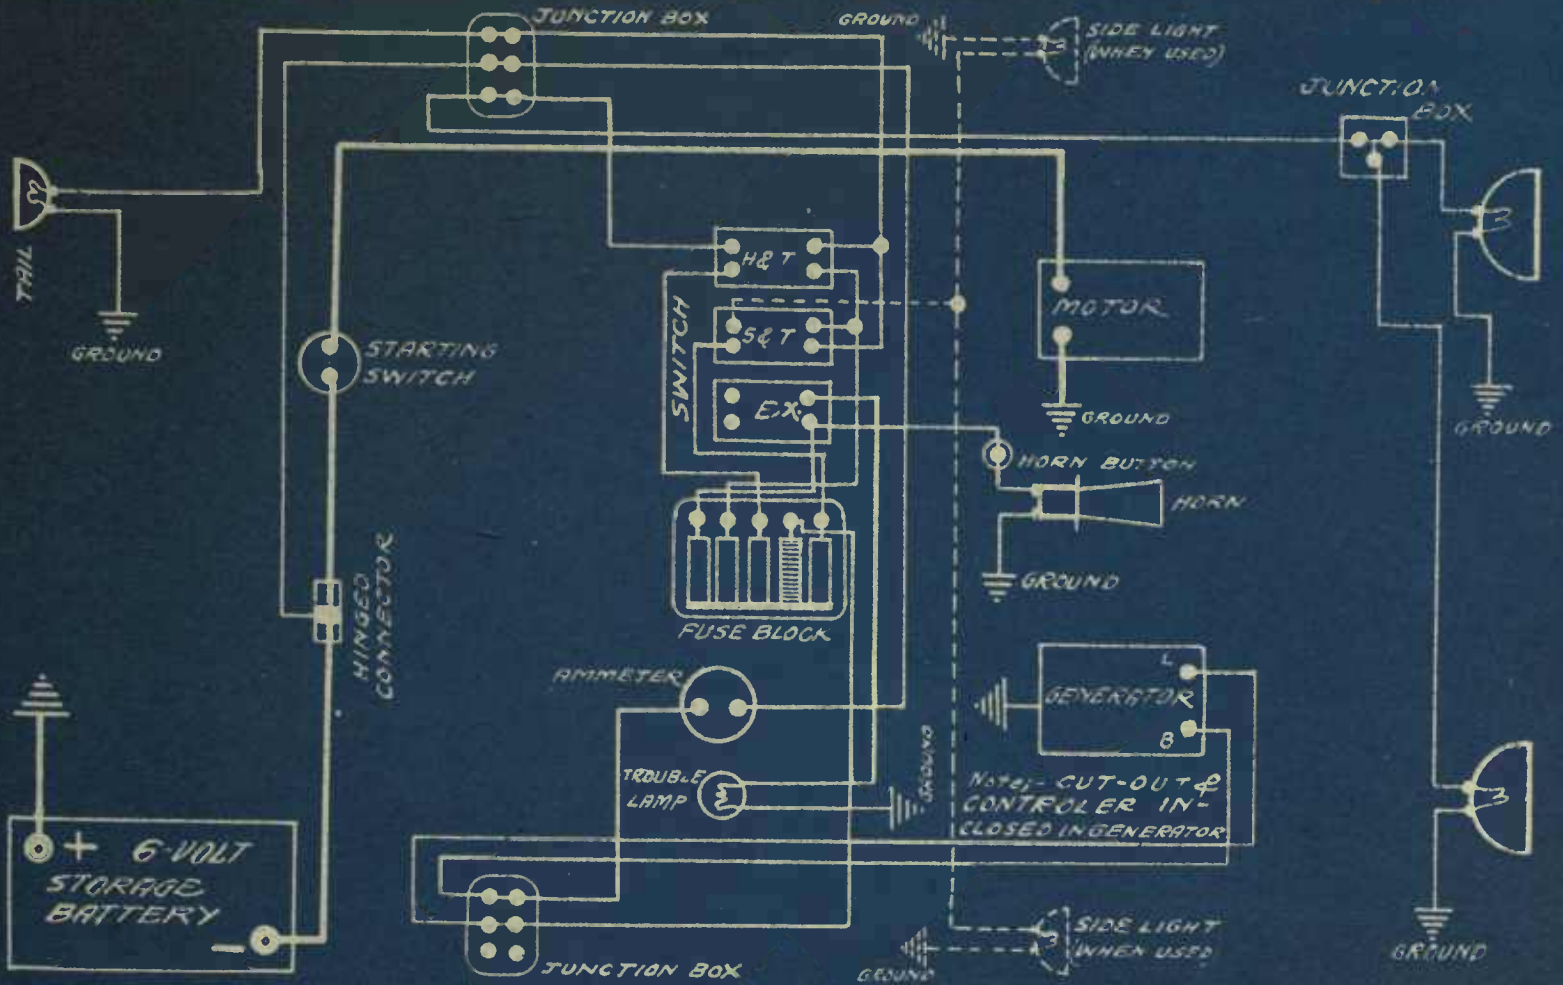 JUNCTION BOX
GROUND
SIDE LIGHT
(WHEN USED)
JUNCTION
BOX
TAIL
GROUND
STARTING
SWITCH
SWITCH
H & T
S & T
EX.
MOTOR
GROUND
GROUND
HORN BUTTON
HORN
GROUND
HINGED
CONNECTOR
FUSE BLOCK
AMMETER
L
GENERATOR
B
TROUBLE
LAMP
GROUND
Note:- CUT-OUT &
CONTROLER IN-
CLOSED IN GENERATOR
+ 6-VOLT
STORAGE
BATTERY
-
JUNCTION BOX
GROUND
SIDE LIGHT
(WHEN USED
GROUND